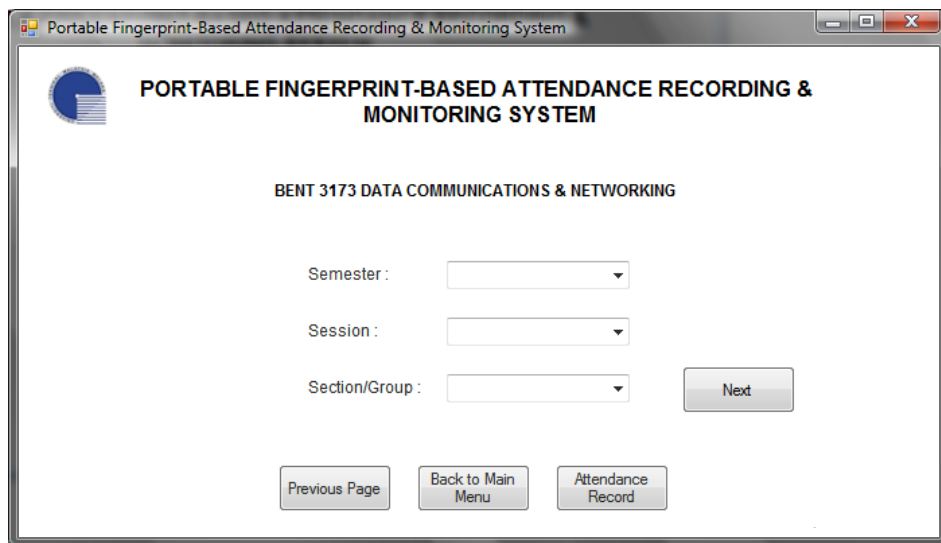 Portable Fingerprint-Based Attendance Recording & Monitoring System
PORTABLE FINGERPRINT-BASED ATTENDANCE RECORDING &
MONITORING SYSTEM
BENT 3173 DATA COMMUNICATIONS & NETWORKING
Semester :
Session :
Section/Group :
Next
Previous Page
Back to Main
Menu
Attendance
Record